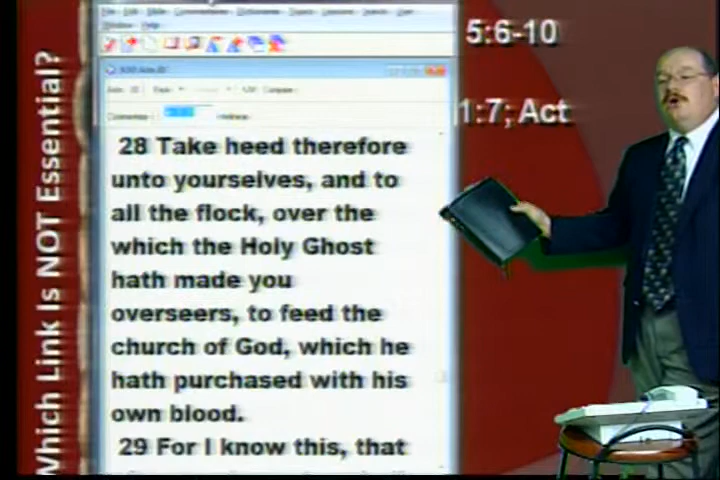 Which Link Is NOT Essential?
5:6-10
1:7; Act
28 Take heed therefore
unto yourselves, and to
all the flock, over the
which the Holy Ghost
hath made you
overseers, to feed the
church of God, which he
hath purchased with his
own blood.
29 For I know this, that